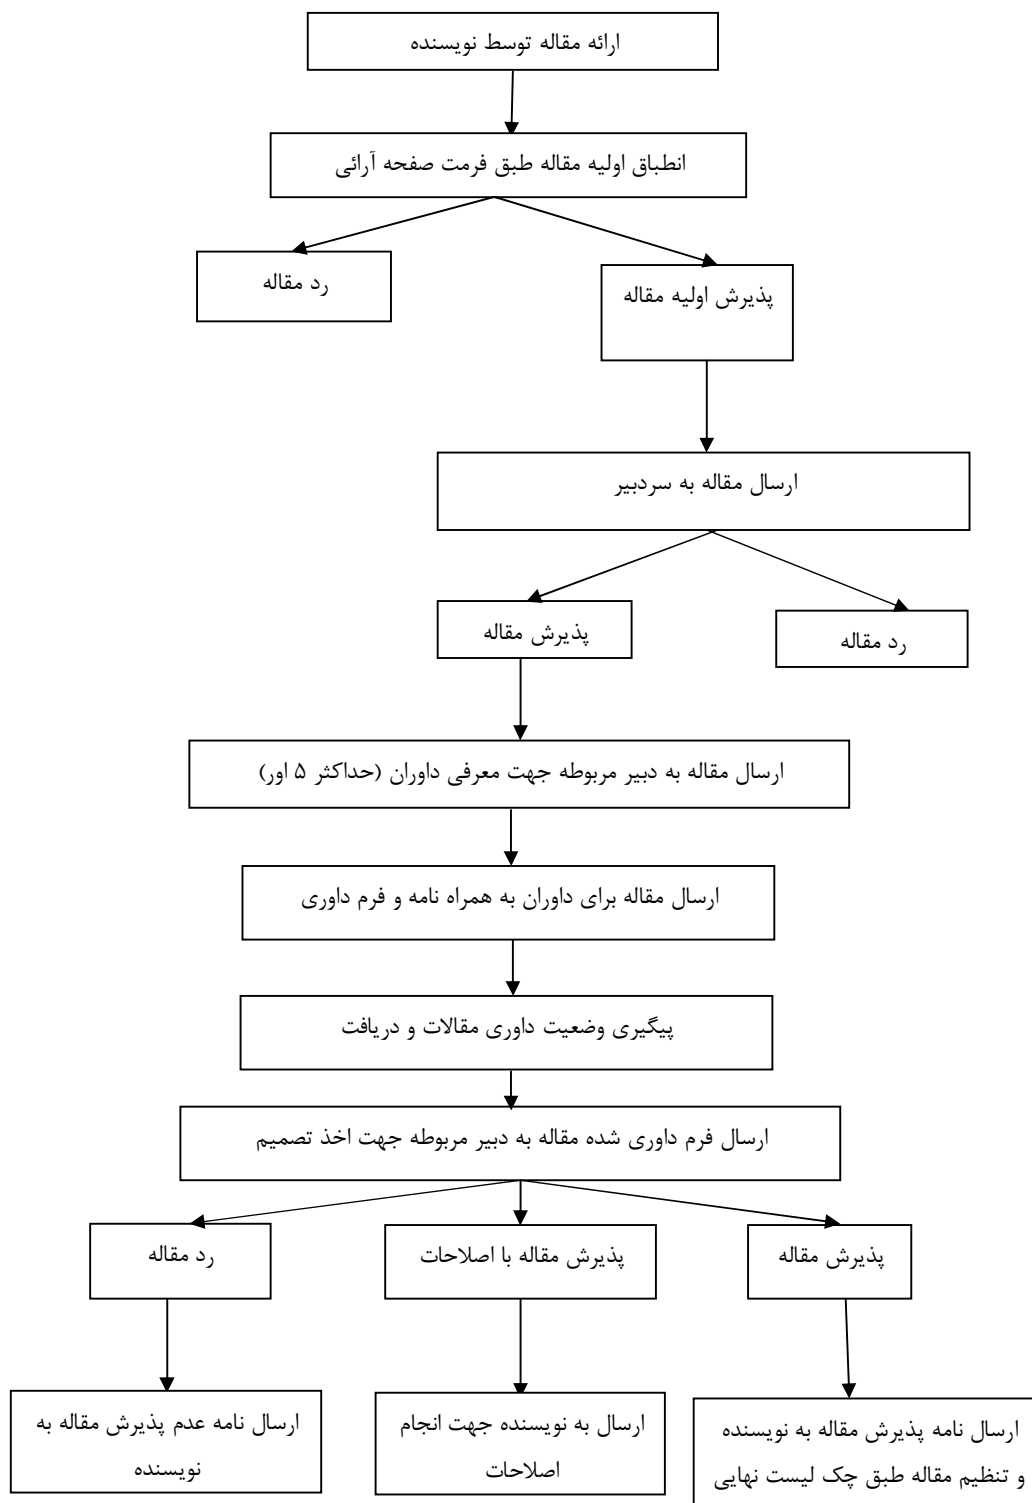 ارائه مقاله توسط نویسنده
انطباق اولیه مقاله طبق فرمت صفحه آرائی
رد مقاله
پذیرش اولیه مقاله
ارسال مقاله به سردبیر
پذیرش مقاله
رد مقاله
ارسال مقاله به دبیر مربوطه جهت معرفی داوران (حداکثر ۵ اور)
ارسال مقاله برای داوران به همراه نامه و فرم داوری
پیگیری وضعیت داوری مقالات و دریافت
ارسال فرم داوری شده مقاله به دبیر مربوطه جهت اخذ تصمیم
پذیرش مقاله
پذیرش مقاله با اصلاحات
رد مقاله
ارسال نامه پذیرش مقاله به نویسنده
و تنظیم مقاله طبق چک لیست نهایی
ارسال به نویسنده جهت انجام
اصلاحات
ارسال نامه عدم پذیرش مقاله به
نویسنده